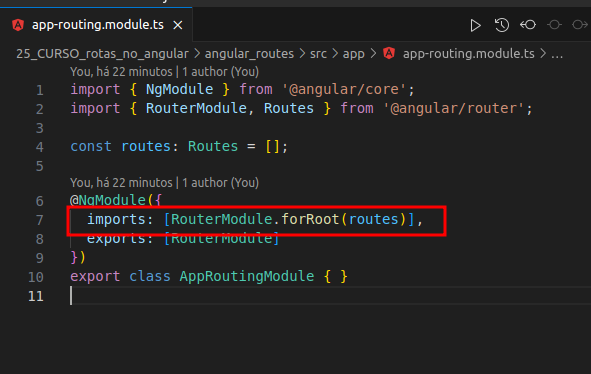 app-routing.module.ts ×
25_CURSO_rotas_no_angular > angular_routes > src > app > app-routing.module.ts > ...
You, há 22 minutos | 1 author (You)
1 import { NgModule } from '@angular/core';
2 import { RouterModule, Routes } from '@angular/router';
3
4 const routes: Routes = [];
5
You, há 22 minutos | 1 author (You)
6 @NgModule({
7   imports: [RouterModule.forRoot(routes)],
8   exports: [RouterModule]
9 })
10 export class AppRoutingModule { }
11